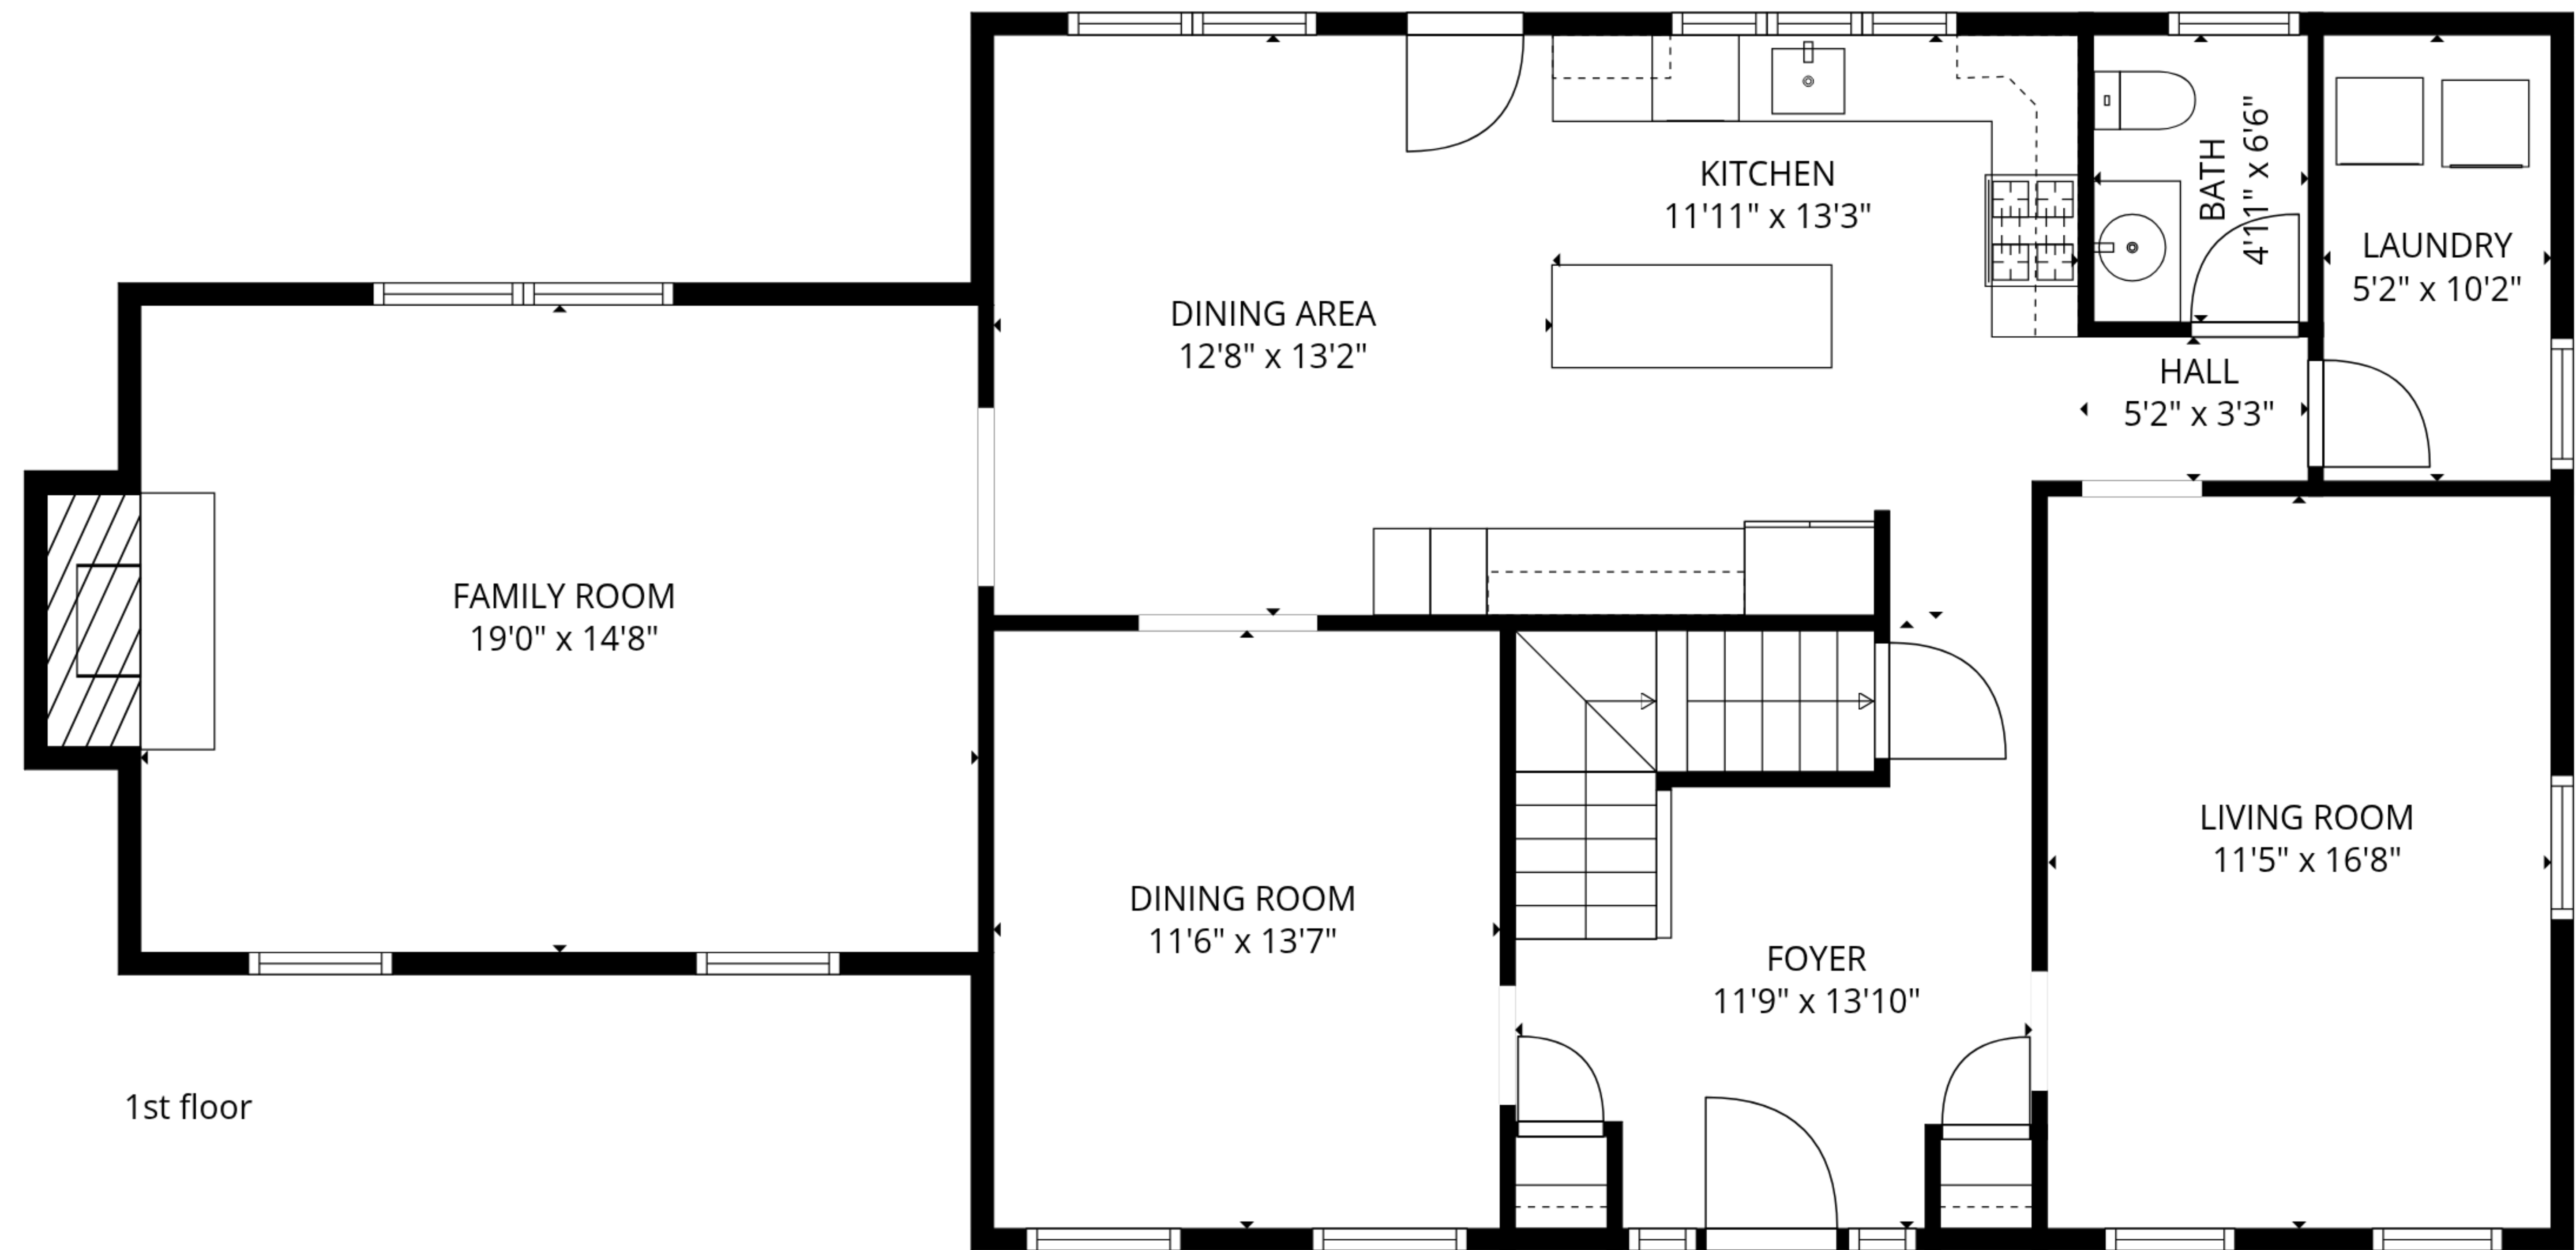 KITCHEN
11'11" x 13'3"
BATH
4'11" x 6'6"
LAUNDRY
5'2" x 10'2"
DINING AREA
12'8" x 13'2"
HALL
5'2" x 3'3"
FAMILY ROOM
19'0" x 14'8"
LIVING ROOM
11'5" x 16'8"
DINING ROOM
11'6" x 13'7"
FOYER
11'9" x 13'10"
1st floor